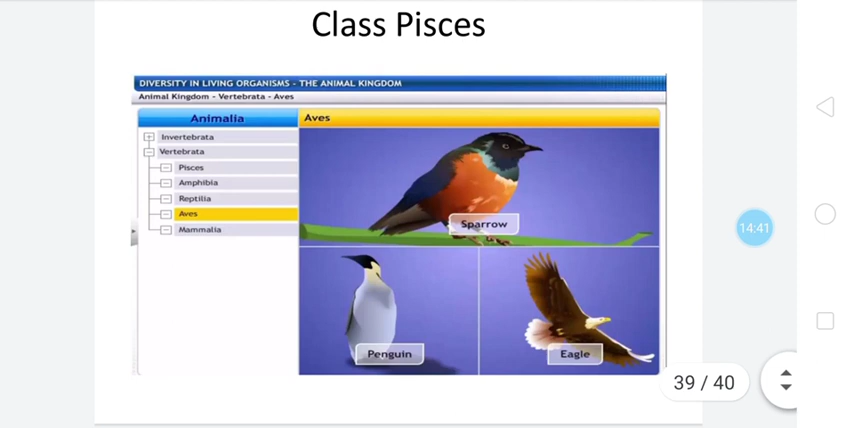 Class Pisces
DIVERSITY IN LIVING ORGANISMS - THE ANIMAL KINGDOM
Animal Kingdom - Vertebrata - Aves
Animalia
Invertebrata
Vertebrata
Pisces
Amphibia
Reptilia
Aves
Mammalia
Aves
Sparrow
Penguin
Eagle
14:41
39 / 40